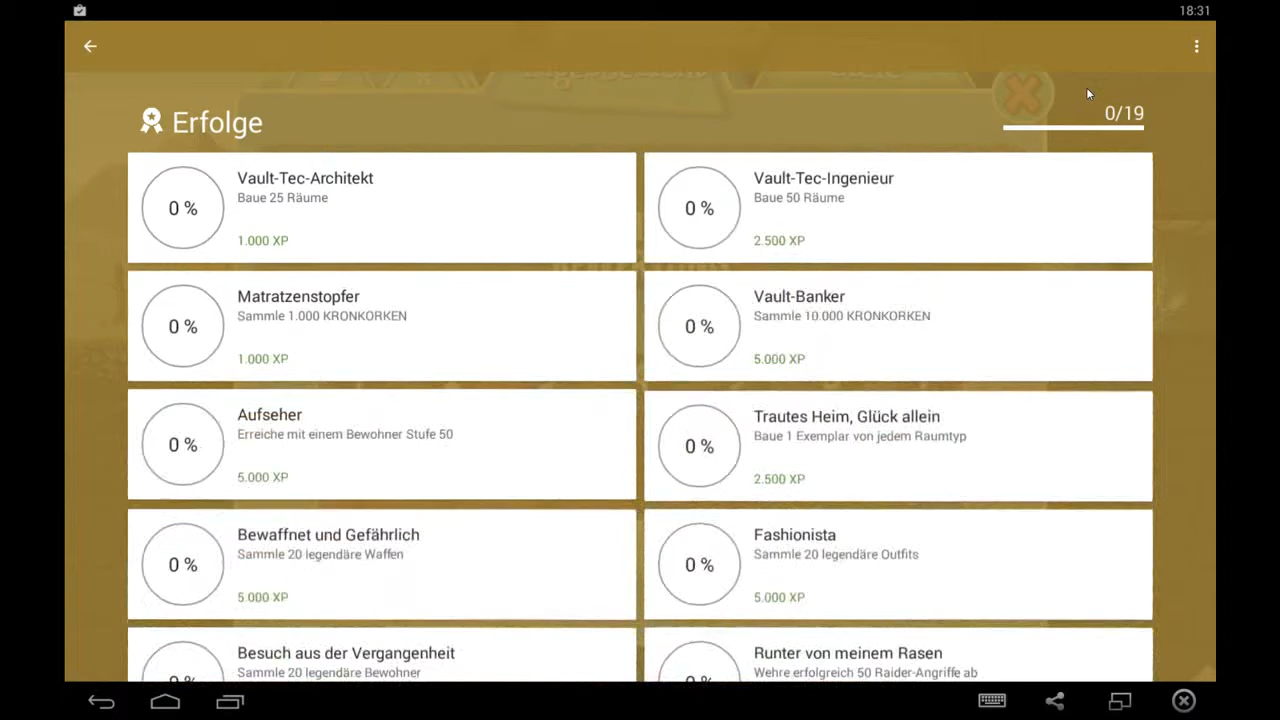 18:31
Erfolge
0/19
0 %
Vault-Tec-Architekt
Baue 25 Räume
1.000 XP
0 %
Vault-Tec-Ingenieur
Baue 50 Räume
2.500 XP
0 %
Matratzenstopfer
Sammle 1.000 KRONKORKEN
1.000 XP
0 %
Vault-Banker
Sammle 10.000 KRONKORKEN
5.000 XP
0 %
Aufseher
Erreiche mit einem Bewohner Stufe 50
5.000 XP
0 %
Trautes Heim, Glück allein
Baue 1 Exemplar von jedem Raumtyp
2.500 XP
0 %
Bewaffnet und Gefährlich
Sammle 20 legendäre Waffen
5.000 XP
0 %
Fashionista
Sammle 20 legendäre Outfits
5.000 XP
0 %
Besuch aus der Vergangenheit
Sammle 20 legendäre Bewohner
0 %
Runter von meinem Rasen
Wehre erfolgreich 50 Raider-Angriffe ab